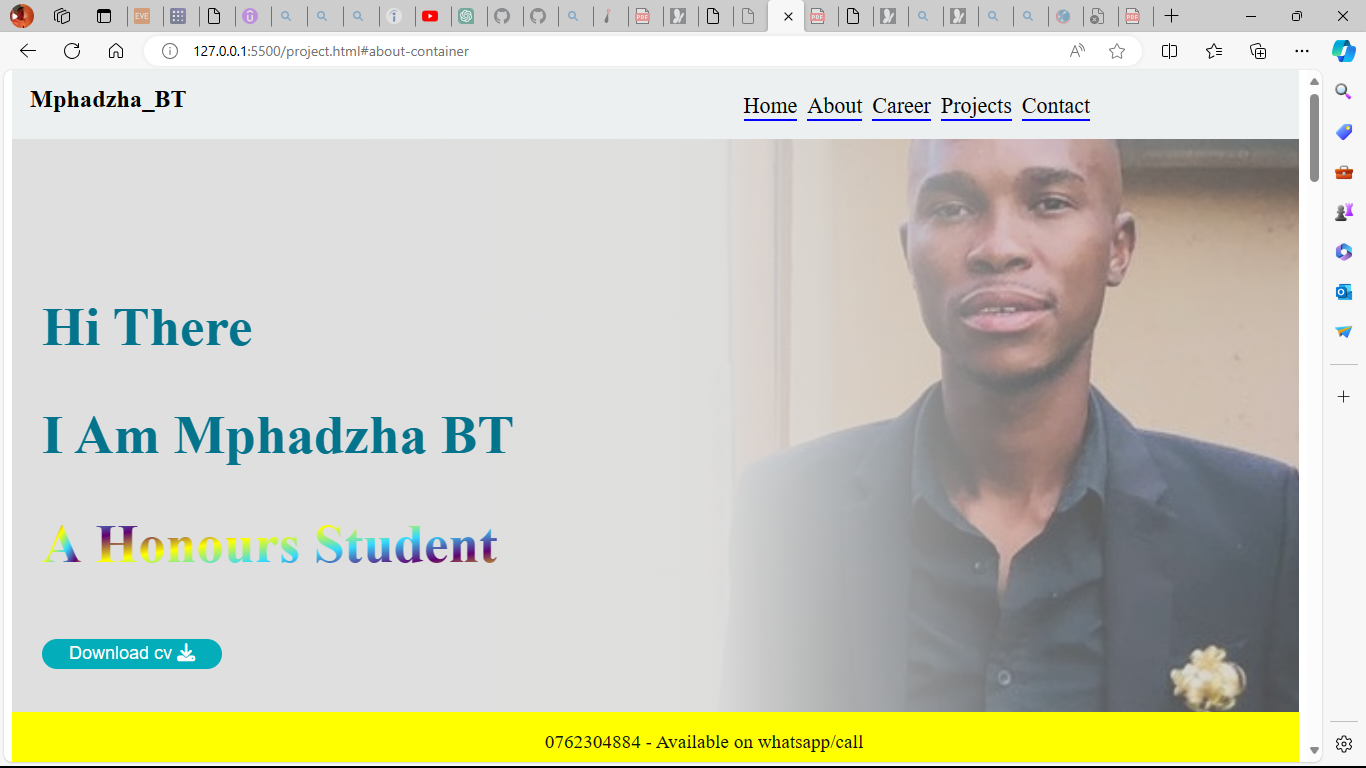 EVE
127.0.0.1:5500/project.html#about-container
Mphadzha_BT
Home About Career Projects Contact
Hi There
I Am Mphadzha BT
A Honours Student
Download cv
0762304884 - Available on whatsapp/call